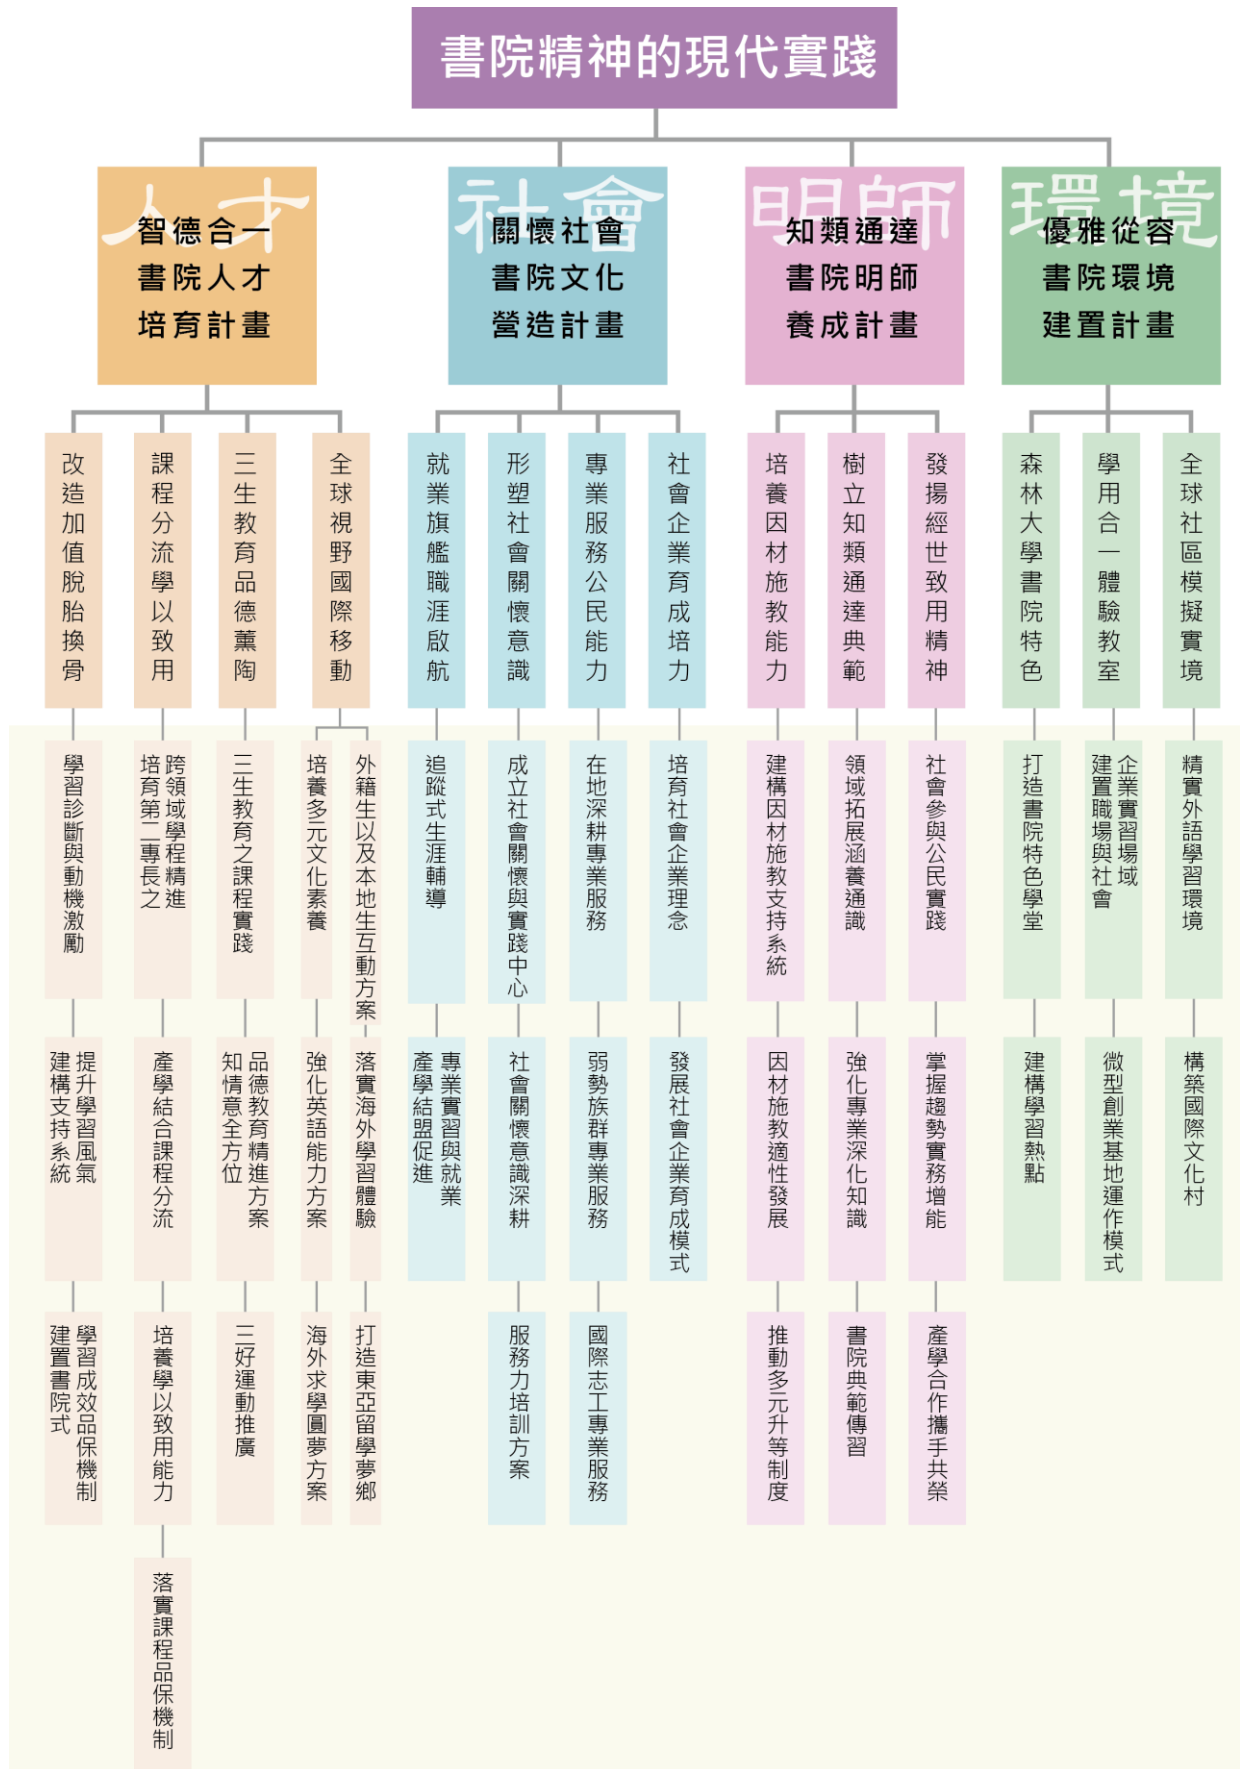 書院精神的現代實踐
人才
智德合一
書院人才
培育計畫
社會
關懷社會
書院文化
營造計畫
明師
知類通達
書院明師
養成計畫
環境
優雅從容
書院環境
建置計畫
改造加值脫胎換骨
課程分流學以致用
三生教育品德薰陶
全球視野國際移動
就業旗艦職涯啟航
形塑社會關懷意識
專業服務公民能力
社會企業育成培力
培養因材施教能力
樹立知類通達典範
發揚經世致用精神
森林大學書院特色
學用合一體驗教室
全球社區模擬實境
學習診斷與動機激勵
跨領域學程精進
培育第二專長之
三生教育之課程實踐
培養多元文化素養
外籍生以及本地生互動方案
追蹤式生涯輔導
成立社會關懷與實踐中心
在地深耕專業服務
培育社會企業理念
建構因材施教支持系統
領域拓展涵養通識
社會參與公民實踐
打造書院特色學堂
企業實習場域
建置職場與社會
精實外語學習環境
提升學習風氣
建構支持系統
產學結合課程分流
品德教育精進方案
知情意全方位
強化英語能力方案
落實海外學習體驗
專業實習與就業
產學結盟促進
社會關懷意識深耕
弱勢族群專業服務
發展社會企業育成模式
因材施教適性發展
強化專業深化知識
掌握趨勢實務增能
建構學習熱點
微型創業基地運作模式
構築國際文化村
學習成效品保機制
建置書院式
培養學以致用能力
三好運動推廣
海外求學圓夢方案
打造東亞留學夢鄉
服務力培訓方案
國際志工專業服務
推動多元升等制度
書院典範傳習
產學合作攜手共榮
落實課程品保機制